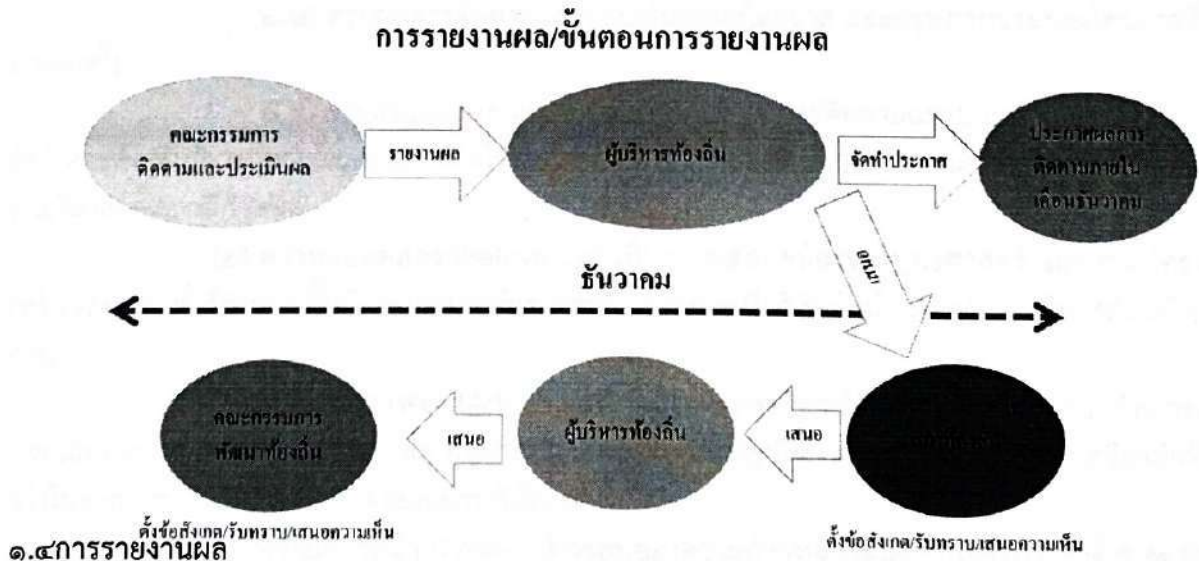 การรายงานผล/ขั้นตอนการรายงานผล
คณะกรรมการ
ติดตามและประเมินผล
รายงานผล
ผู้บริหารท้องถิ่น
จัดทำประกาศ
ประกาศผลการ
ติดตามภายใน
เดือนธันวาคม
เสนอ
ธันวาคม
คณะกรรมการ
พัฒนาท้องถิ่น
เสนอ
ผู้บริหารท้องถิ่น
เสนอ
ตั้งข้อสังเกต/รับทราบ/เสนอความเห็น
ตั้งข้อสังเกต/รับทราบ/เสนอความเห็น
๑.๔การรายงานผล